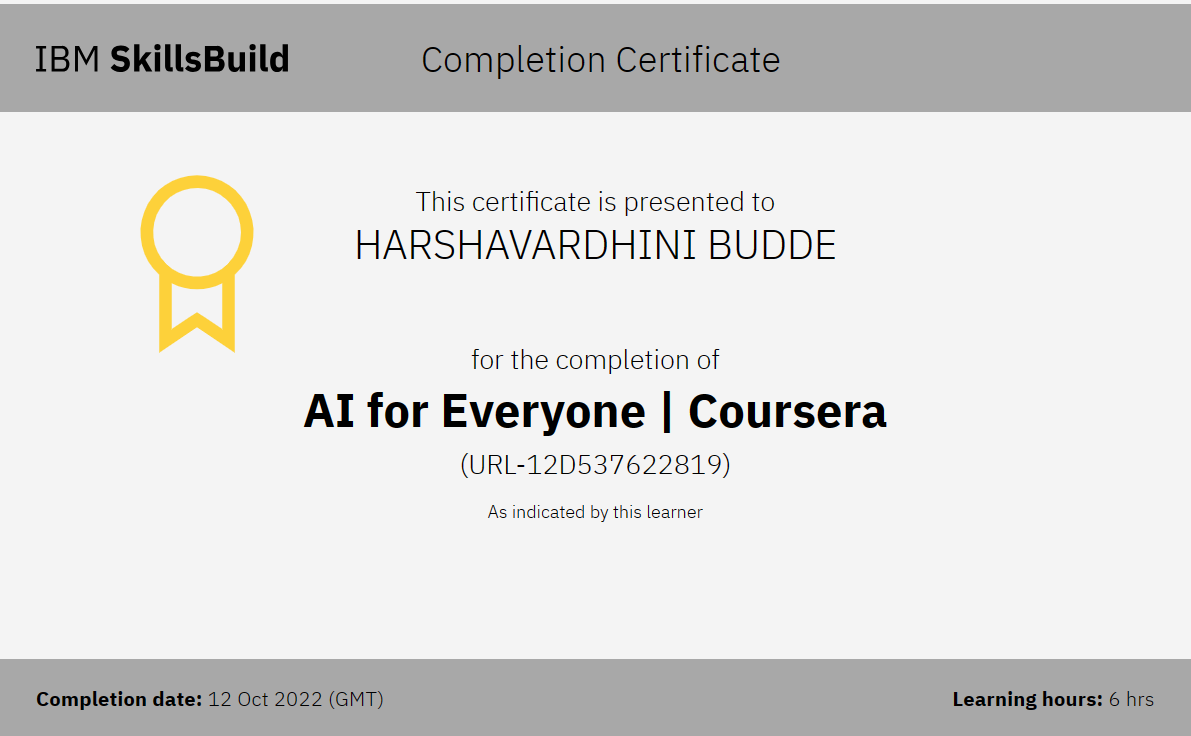 IBM SkillsBuild
Completion Certificate
This certificate is presented to
HARSHAVARDHINI BUDDE
for the completion of
AI for Everyone | Coursera
(URL-12D537622819)
As indicated by this learner
Completion date: 12 Oct 2022 (GMT)
Learning hours: 6 hrs